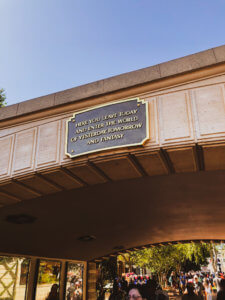 HERE YOU LEAVE TODAY
AND ENTER THE WORLD
OF YESTERDAY, TOMORROW
AND FANTASY